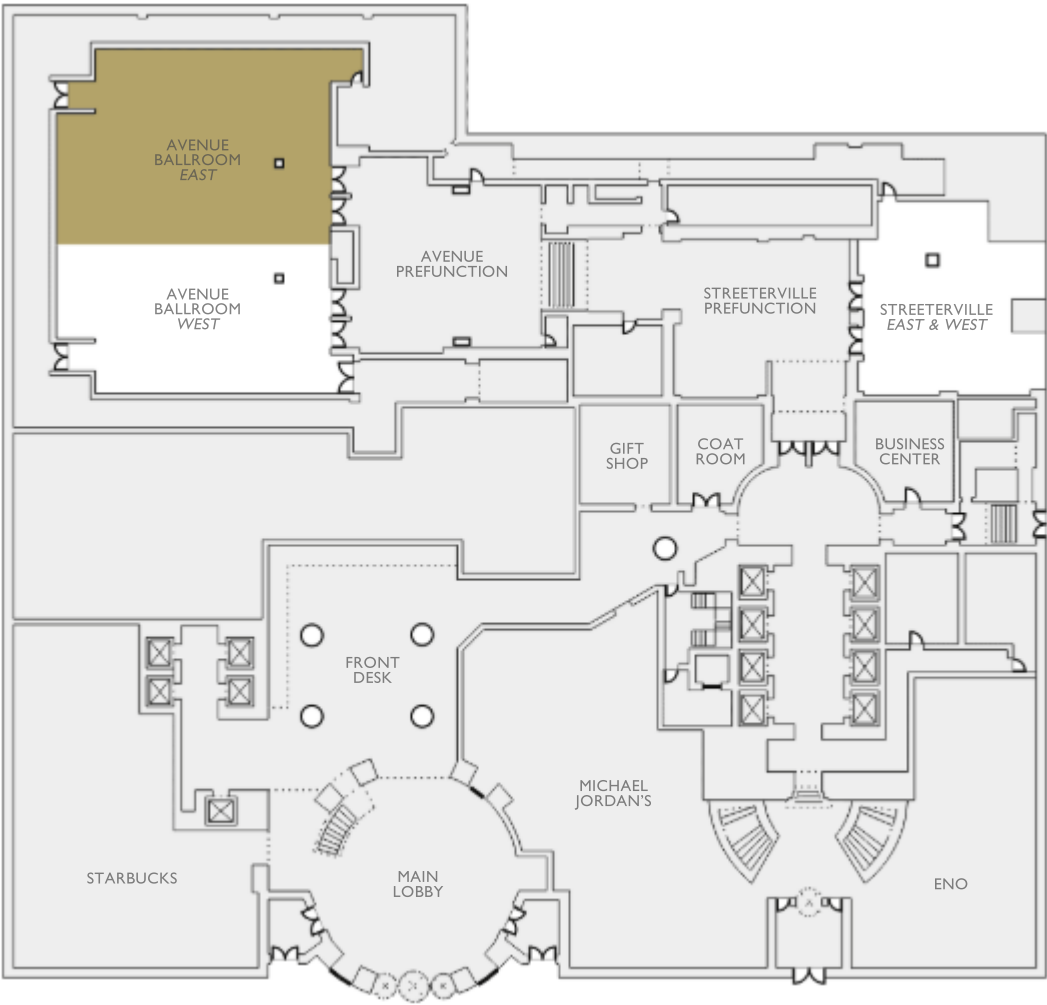 AVENUE
BALLROOM
EAST
AVENUE
PREFUNCTION
AVENUE
BALLROOM
WEST
STREETERVILLE
PREFUNCTION
STREETERVILLE
EAST & WEST
GIFT
SHOP
COAT
ROOM
BUSINESS
CENTER
FRONT
DESK
MICHAEL
JORDAN'S
STARBUCKS
MAIN
LOBBY
ENO